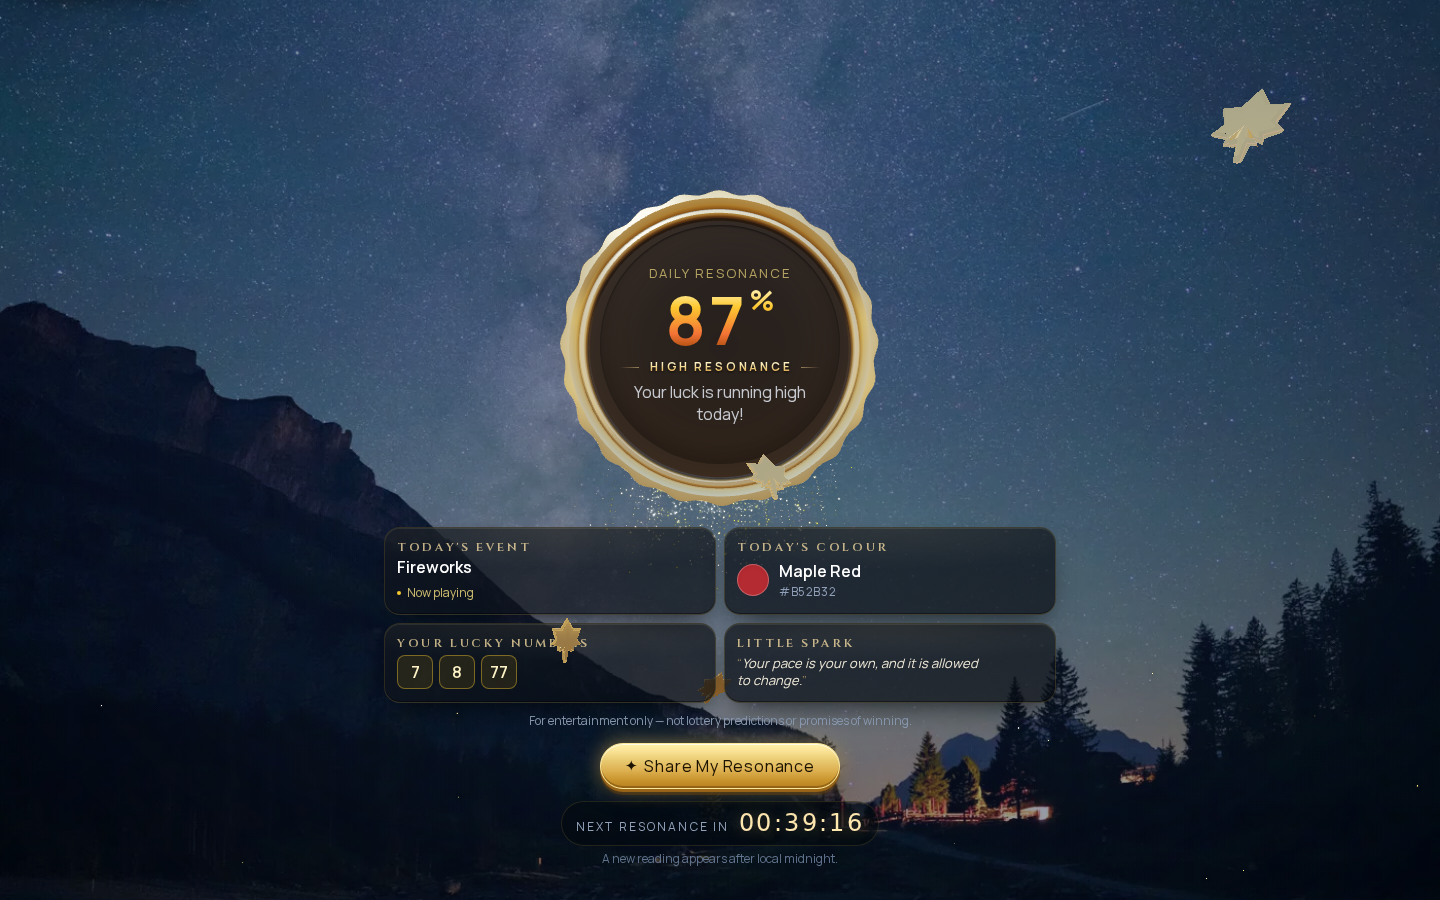 DAILY RESONANCE
87%
HIGH RESONANCE
Your luck is running high
today!
TODAY'S EVENT
Fireworks
• Now playing
TODAY'S COLOUR
Maple Red
#B52B32
YOUR LUCKY NUMBERS
7 8 77
LITTLE SPARK
"Your pace is your own, and it is allowed
to change."
For entertainment only — not lottery predictions or promises of winning.
✦ Share My Resonance
NEXT RESONANCE IN 00:39:16
A new reading appears after local midnight.